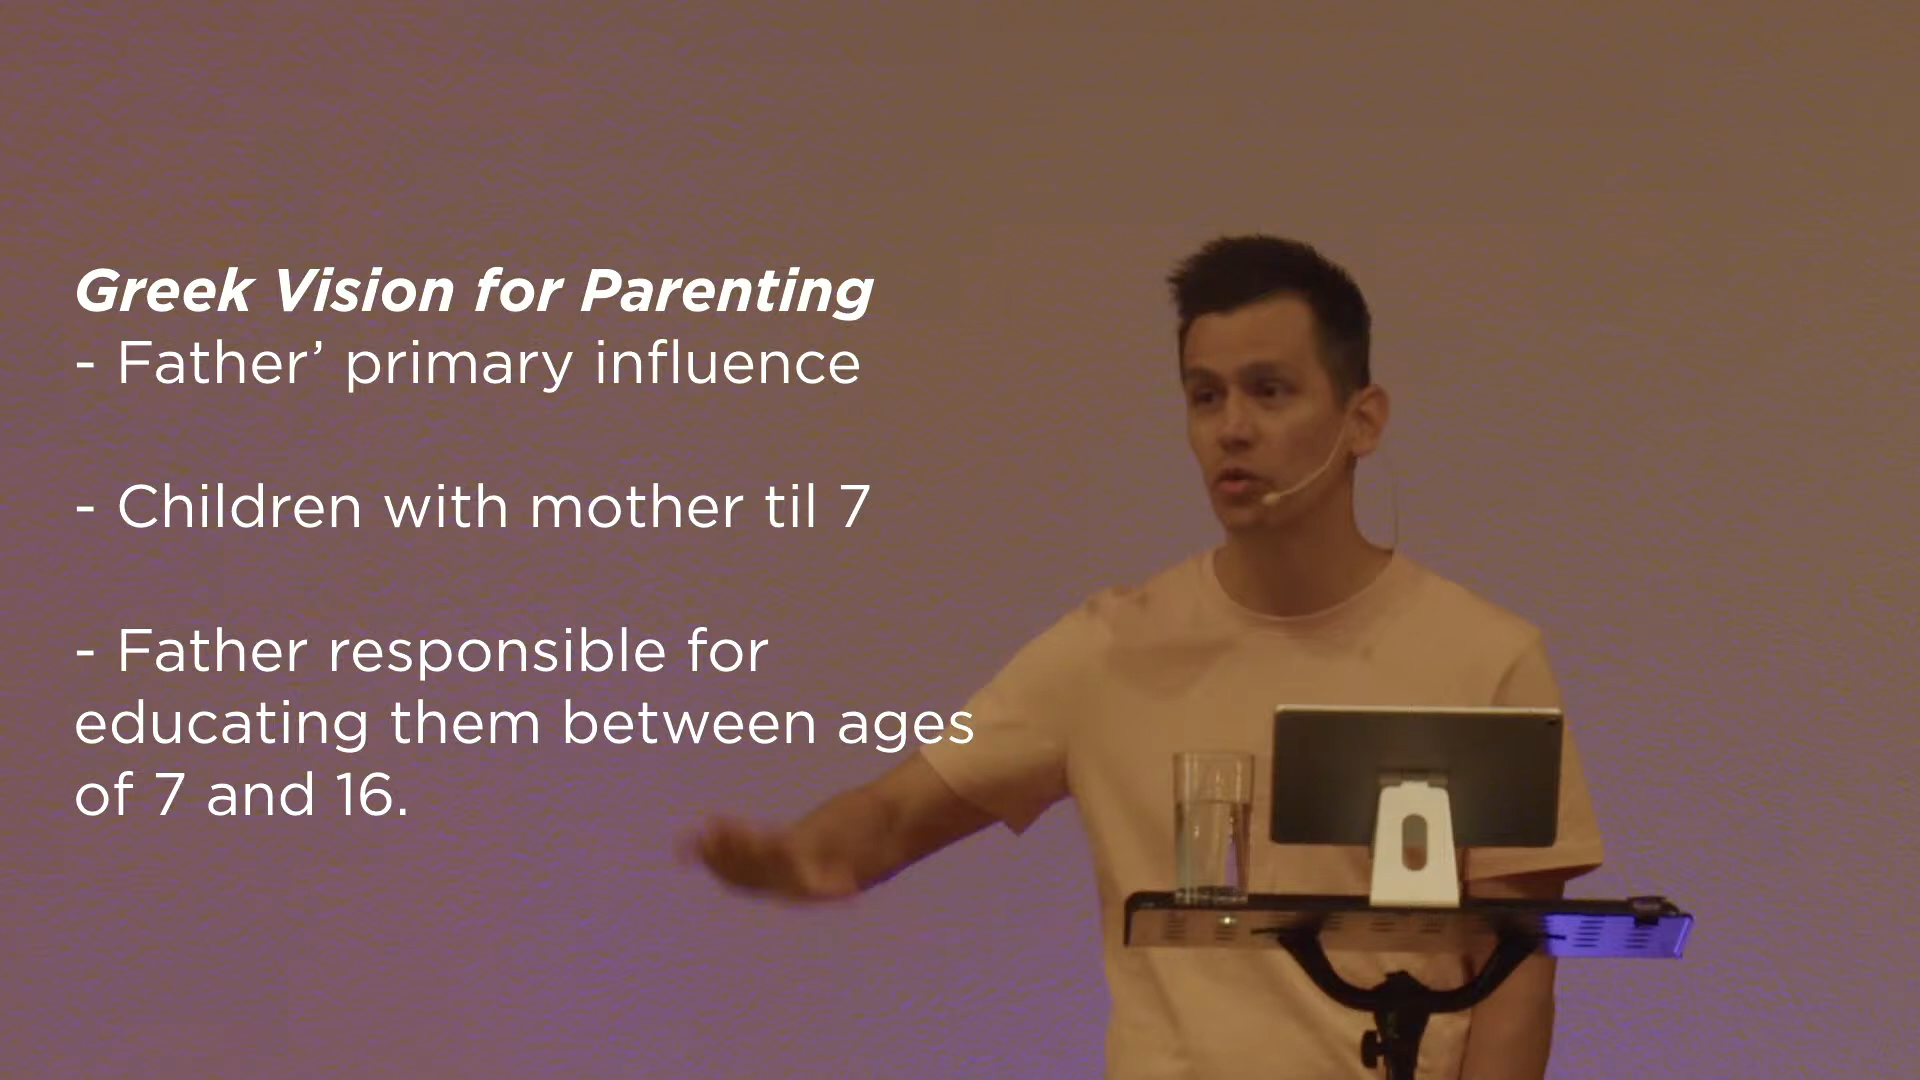 Greek Vision for Parenting
- Father’ primary influence
- Children with mother til 7
- Father responsible for
educating them between ages
of 7 and 16.